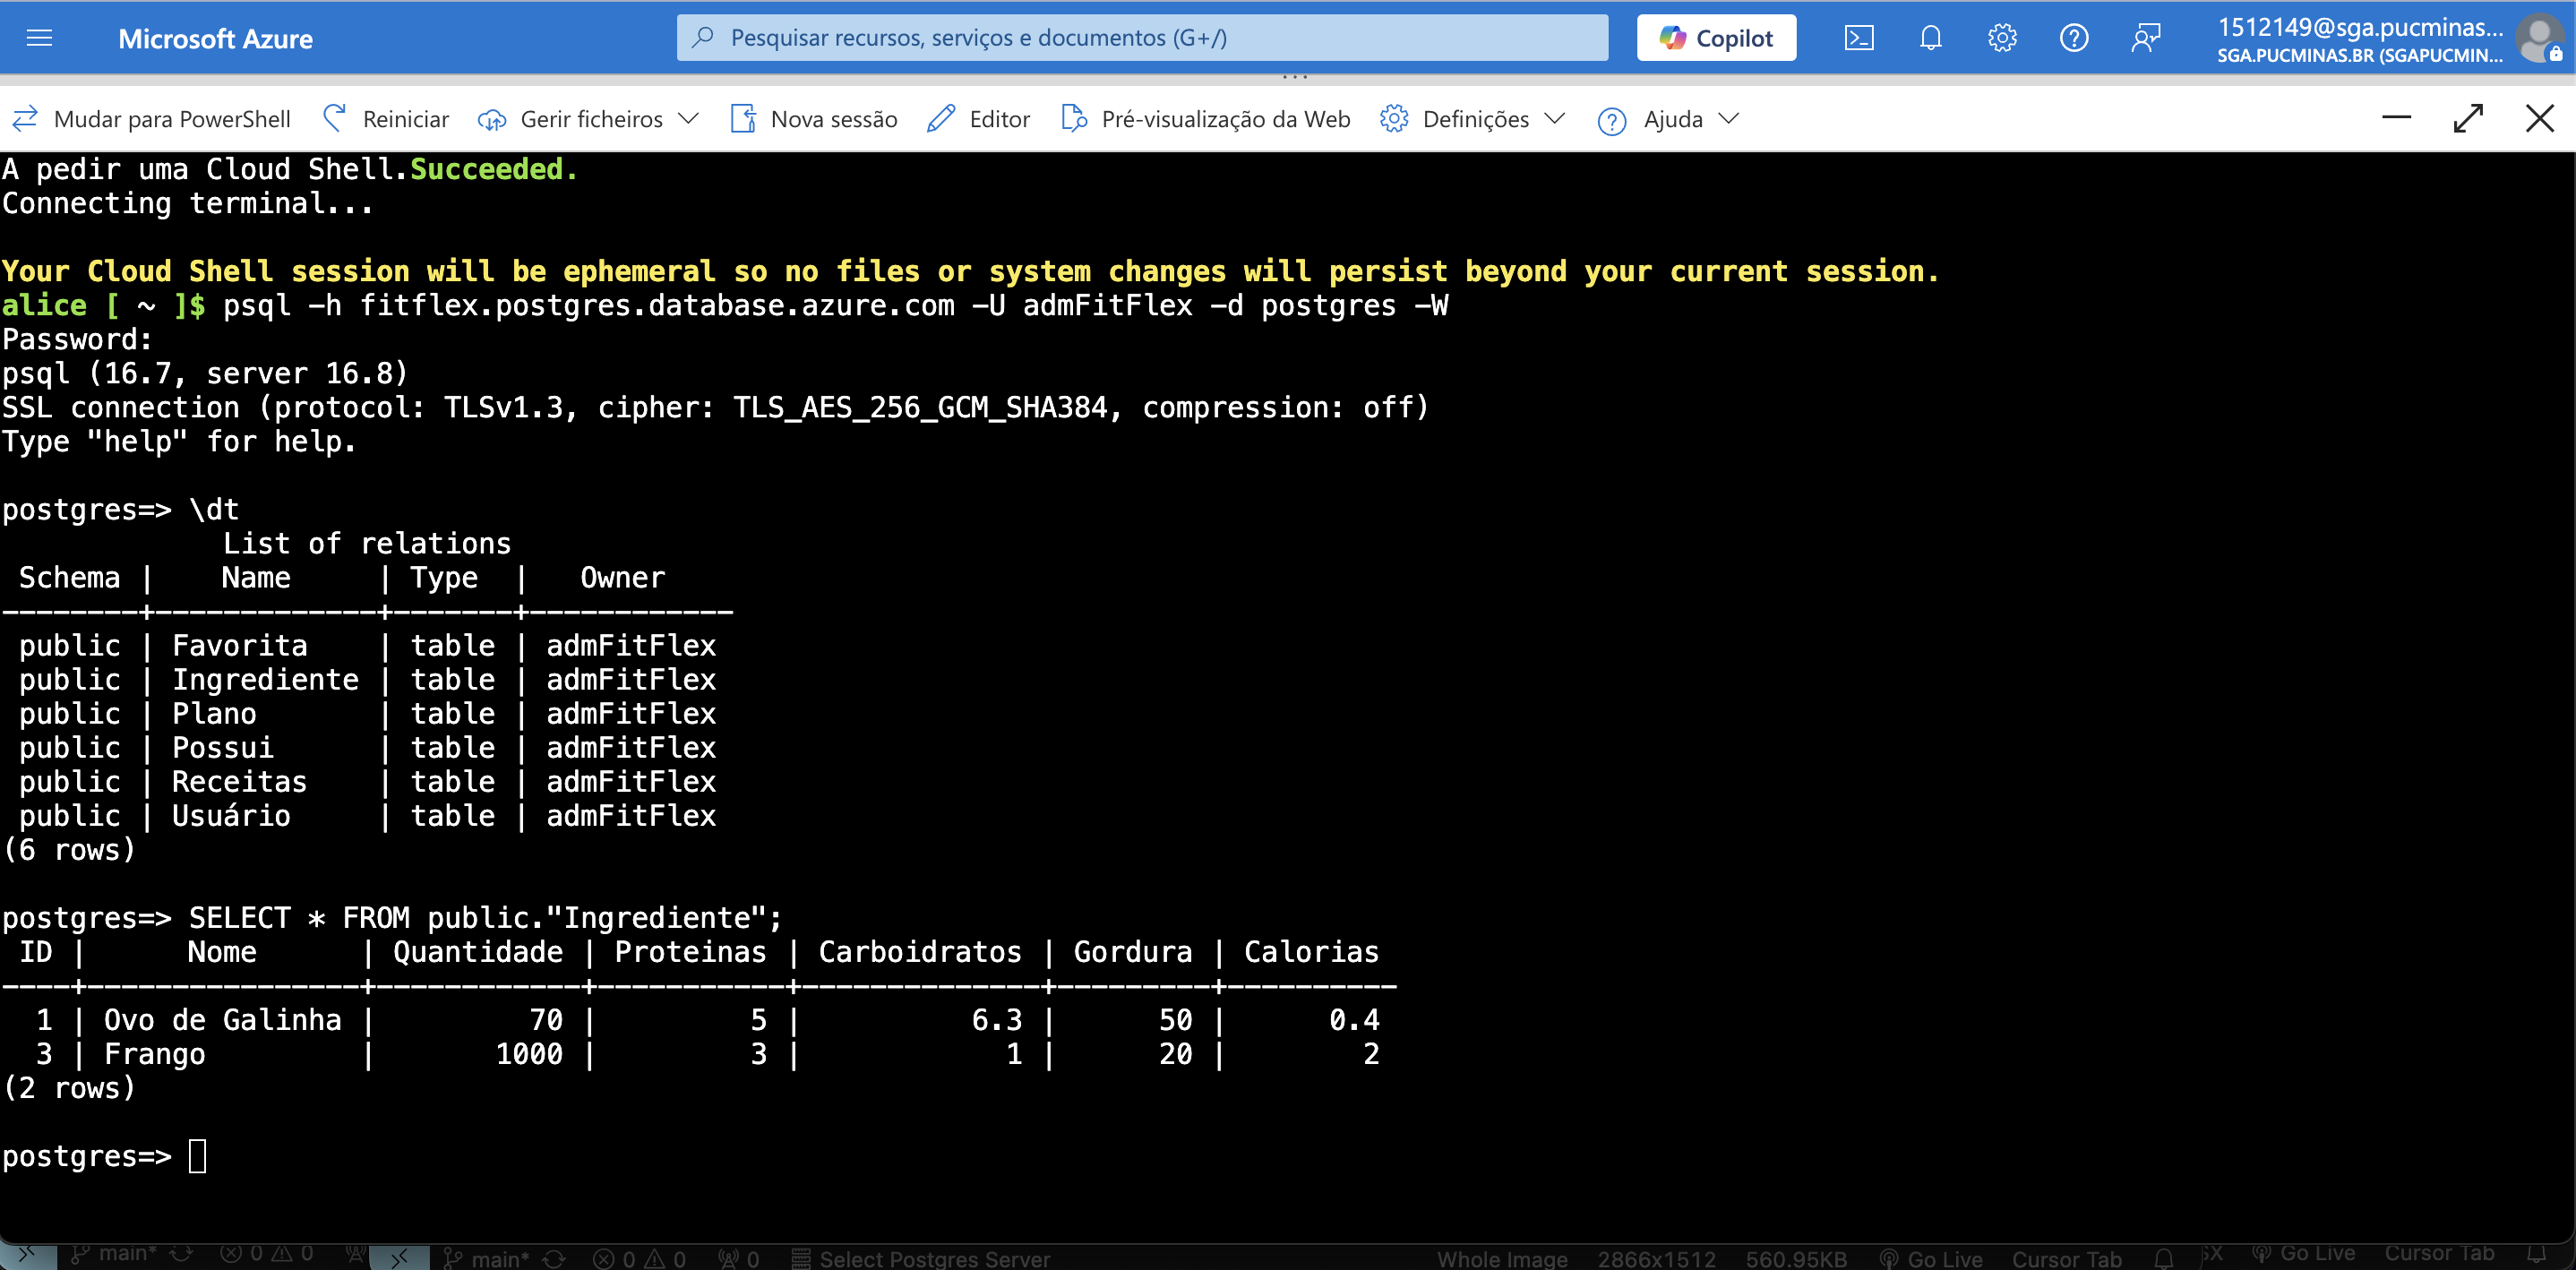 Microsoft Azure
Pesquisar recursos, serviços e documentos (G+/)
Copilot
1512149@sga.pucminas...
SGA.PUCMINAS.BR (SGAPUCMIN...
Mudar para PowerShell
Reiniciar
Gerir ficheiros
Nova sessão
Editor
Pré-visualização da Web
Definições
Ajuda
A pedir uma Cloud Shell.Succeeded.
Connecting terminal...
Your Cloud Shell session will be ephemeral so no files or system changes will persist beyond your current session.
alice [ ~ ]$ psql -h fitflex.postgres.database.azure.com -U admFitFlex -d postgres -W
Password:
psql (16.7, server 16.8)
SSL connection (protocol: TLSv1.3, cipher: TLS_AES_256_GCM_SHA384, compression: off)
Type "help" for help.
postgres=> \dt
List of relations
Schema | Name | Type | Owner
--------+-------------+-------+------------
public | Favorita | table | admFitFlex
public | Ingrediente | table | admFitFlex
public | Plano | table | admFitFlex
public | Possui | table | admFitFlex
public | Receitas | table | admFitFlex
public | Usuário | table | admFitFlex
(6 rows)
postgres=> SELECT * FROM public."Ingrediente";
ID | Nome | Quantidade | Proteinas | Carboidratos | Gordura | Calorias
----+----------------+------------+-----------+--------------+---------+----------
1 | Ovo de Galinha | 70 | 5 | 6.3 | 50 | 0.4
3 | Frango | 1000 | 3 | 1 | 20 | 2
(2 rows)
postgres=>
main* 0 0 main* 0 0 0 Select Postgres Server Whole Image 2866x1512 560.95KB Go Live Cursor Tab Go Live Cursor Tab